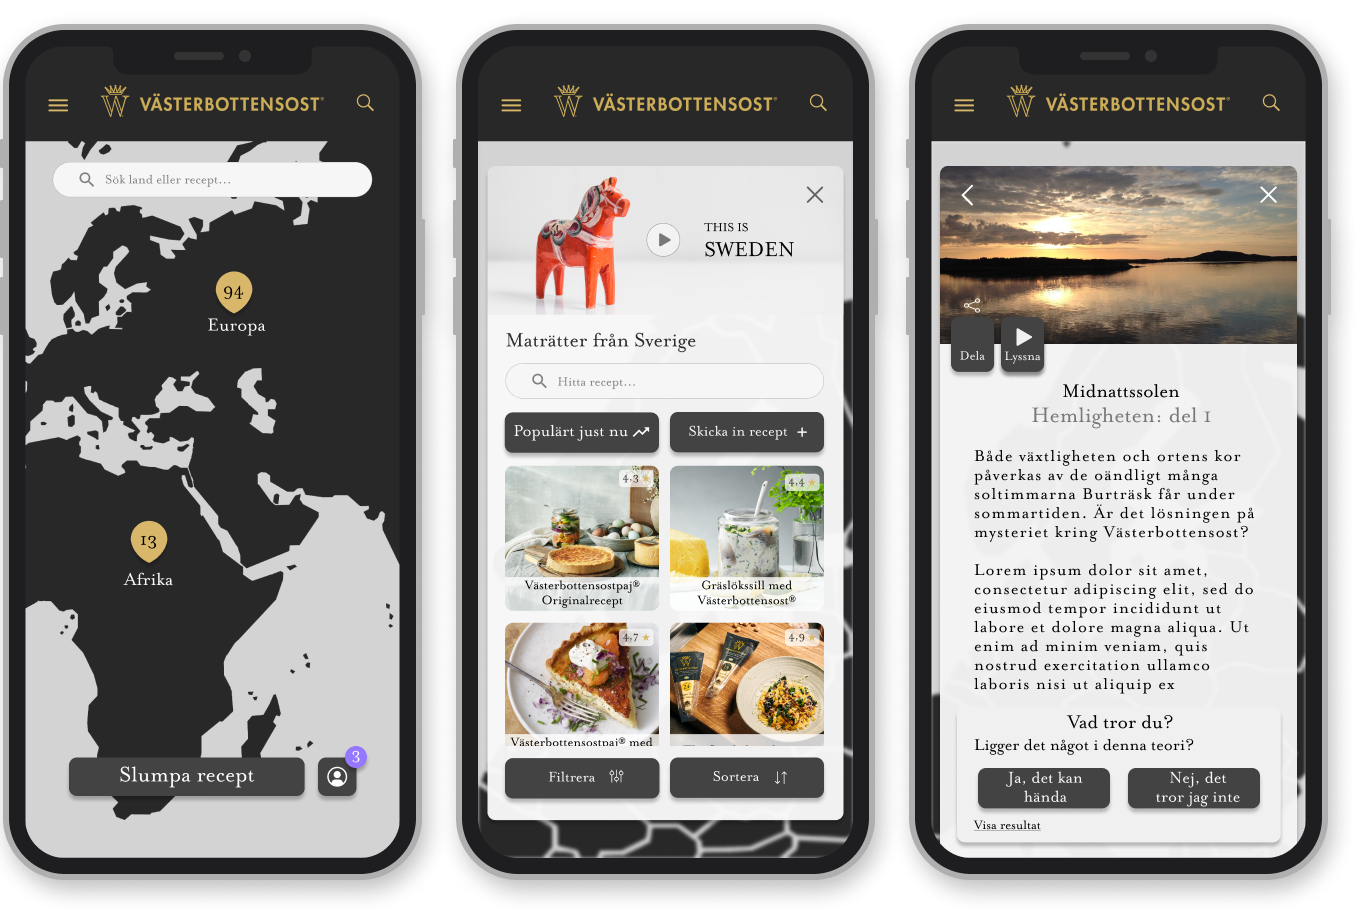 VÄSTERBOTTENSOST®
Sök land eller recept...
94
Europa
13
Afrika
Slumpa recept
3
VÄSTERBOTTENSOST®
THIS IS
SWEDEN
Maträtter från Sverige
Hitta recept...
Populärt just nu
Skicka in recept +
4.3
4.4
Västerbottensostpaj®
Originalrecept
Gräslökssill med
Västerbottensost®
4.7
4.9
Västerbottensostpaj® med
Filtrera
Sortera
VÄSTERBOTTENSOST®
Dela
Lyssna
Midnattssolen
Hemligheten: del 1
Både växtligheten och ortens kor
påverkas av de oändligt många
soltimmarna Burträsk får under
sommartiden. Är det lösningen på
mysteriet kring Västerbottensost?
Lorem ipsum dolor sit amet,
consectetur adipiscing elit, sed do
eiusmod tempor incididunt ut
labore et dolore magna aliqua. Ut
enim ad minim veniam, quis
nostrud exercitation ullamco
laboris nisi ut aliquip ex
Vad tror du?
Ligger det något i denna teori?
Ja, det kan
hända
Nej, det
tror jag inte
Visa resultat